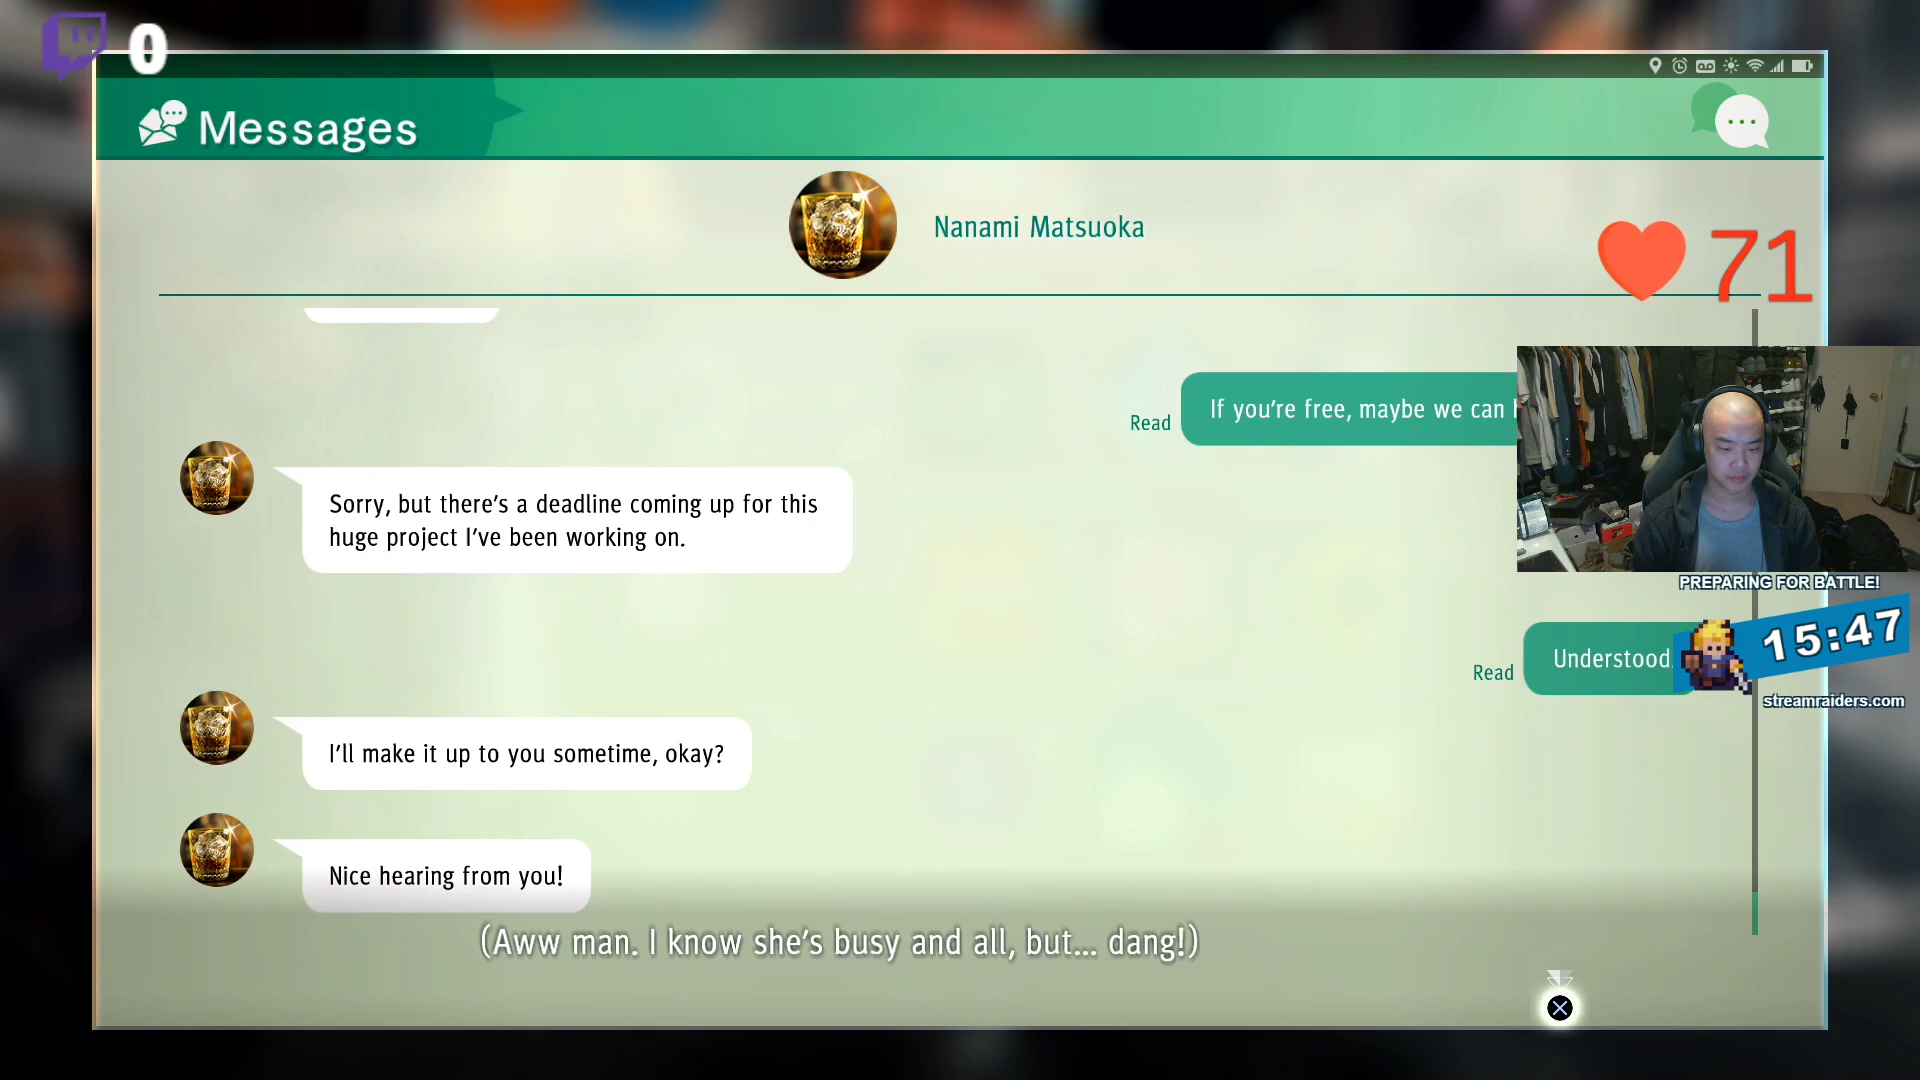 0
Messages
Nanami Matsuoka
71
If you're free, maybe we can
Read
Sorry, but there's a deadline coming up for this
huge project I've been working on.
PREPARING FOR BATTLE!
15:47
Understood.
Read
streamraiders.com
I'll make it up to you sometime, okay?
Nice hearing from you!
(Aww man. I know she's busy and all, but... dang!)